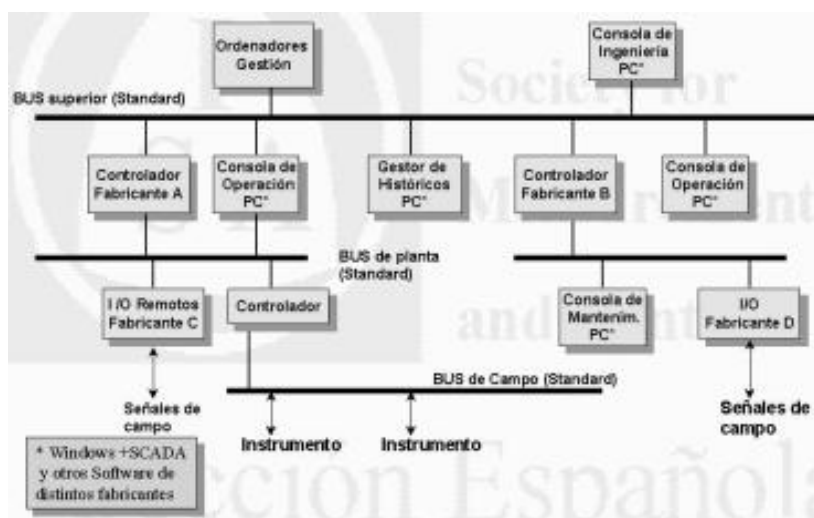 Ordenadores
Gestión
Consola de
Ingeniería
PC*
BUS superior (Standard)
Controlador
Fabricante A
Consola de
Operación
PC*
Gestor de
Históricos
PC*
Controlador
Fabricante B
Consola de
Operación
PC*
BUS de planta
(Standard)
I/O Remotos
Fabricante C
Controlador
Consola de
Mantenim.
PC*
I/O
Fabricante D
BUS de Campo (Standard)
Señales de
campo
Instrumento
Instrumento
Señales de
campo
* Windows +SCADA
y otros Software de
distintos fabricantes
Society for